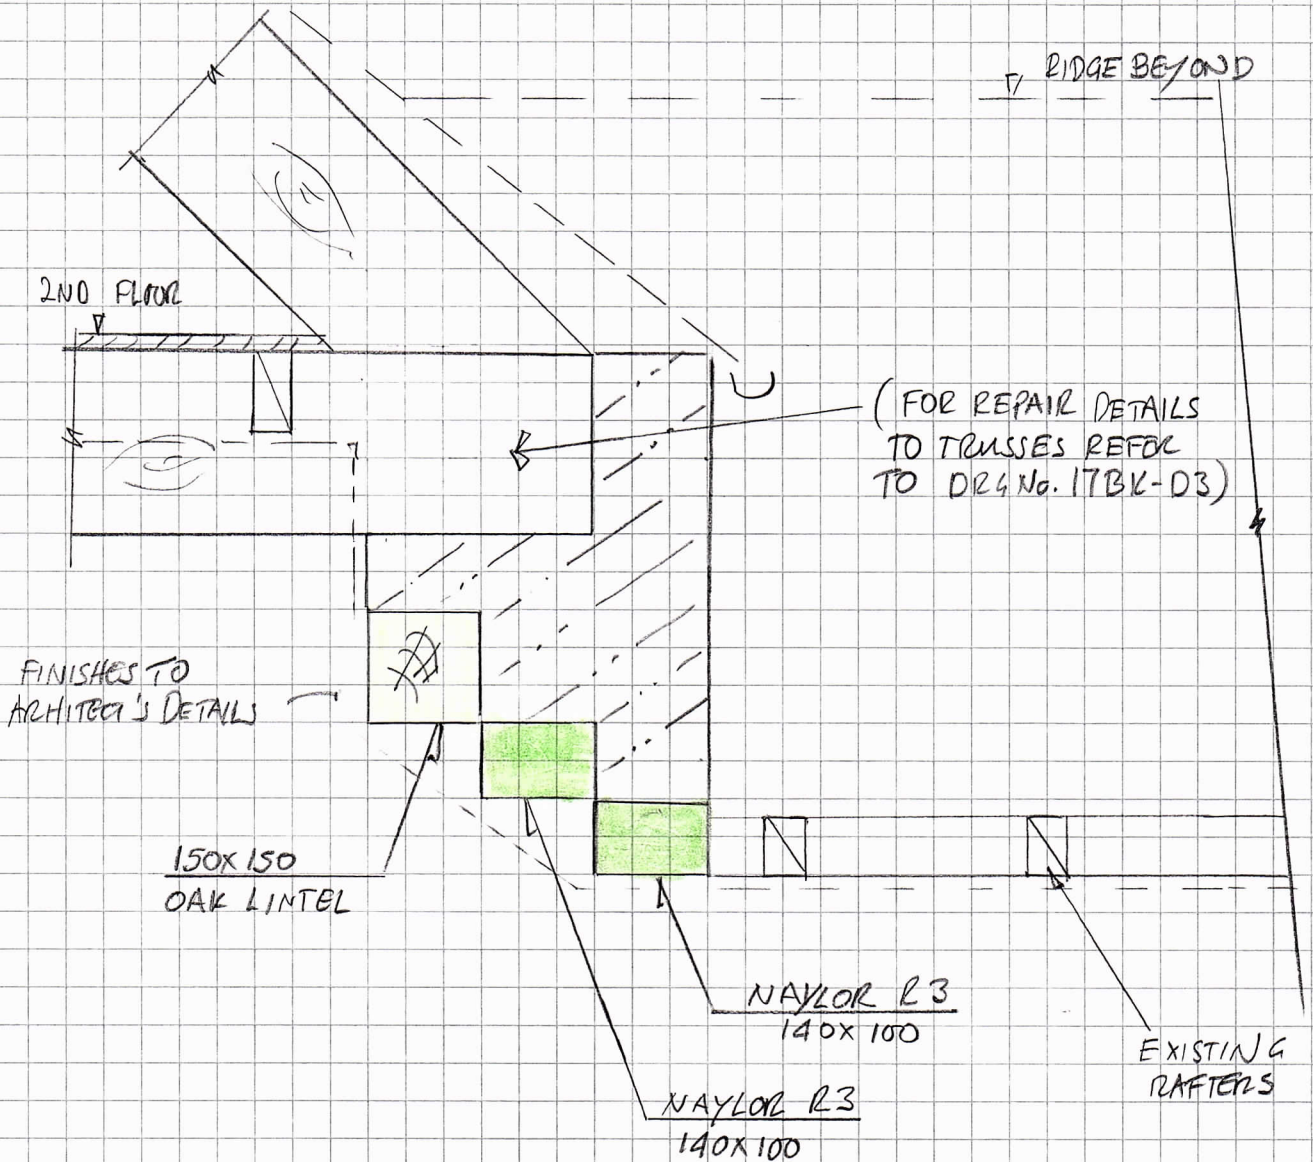 RIDGE BEYOND
2ND FLOOR
(FOR REPAIR DETAILS
TO TRUSSES REFER
TO DRG No. 17BK-D3)
FINISHES TO
ARHITECT'S DETAILS
150X150
OAK LINTEL
NAYLOR R3
140X100
NAYLOR R3
140X100
EXISTING
RAFTERS